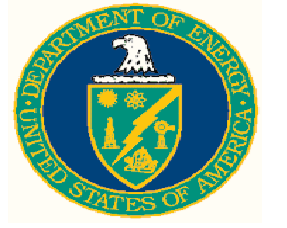 DEPARTMENT OF ENERGY
UNITED STATES OF AMERICA